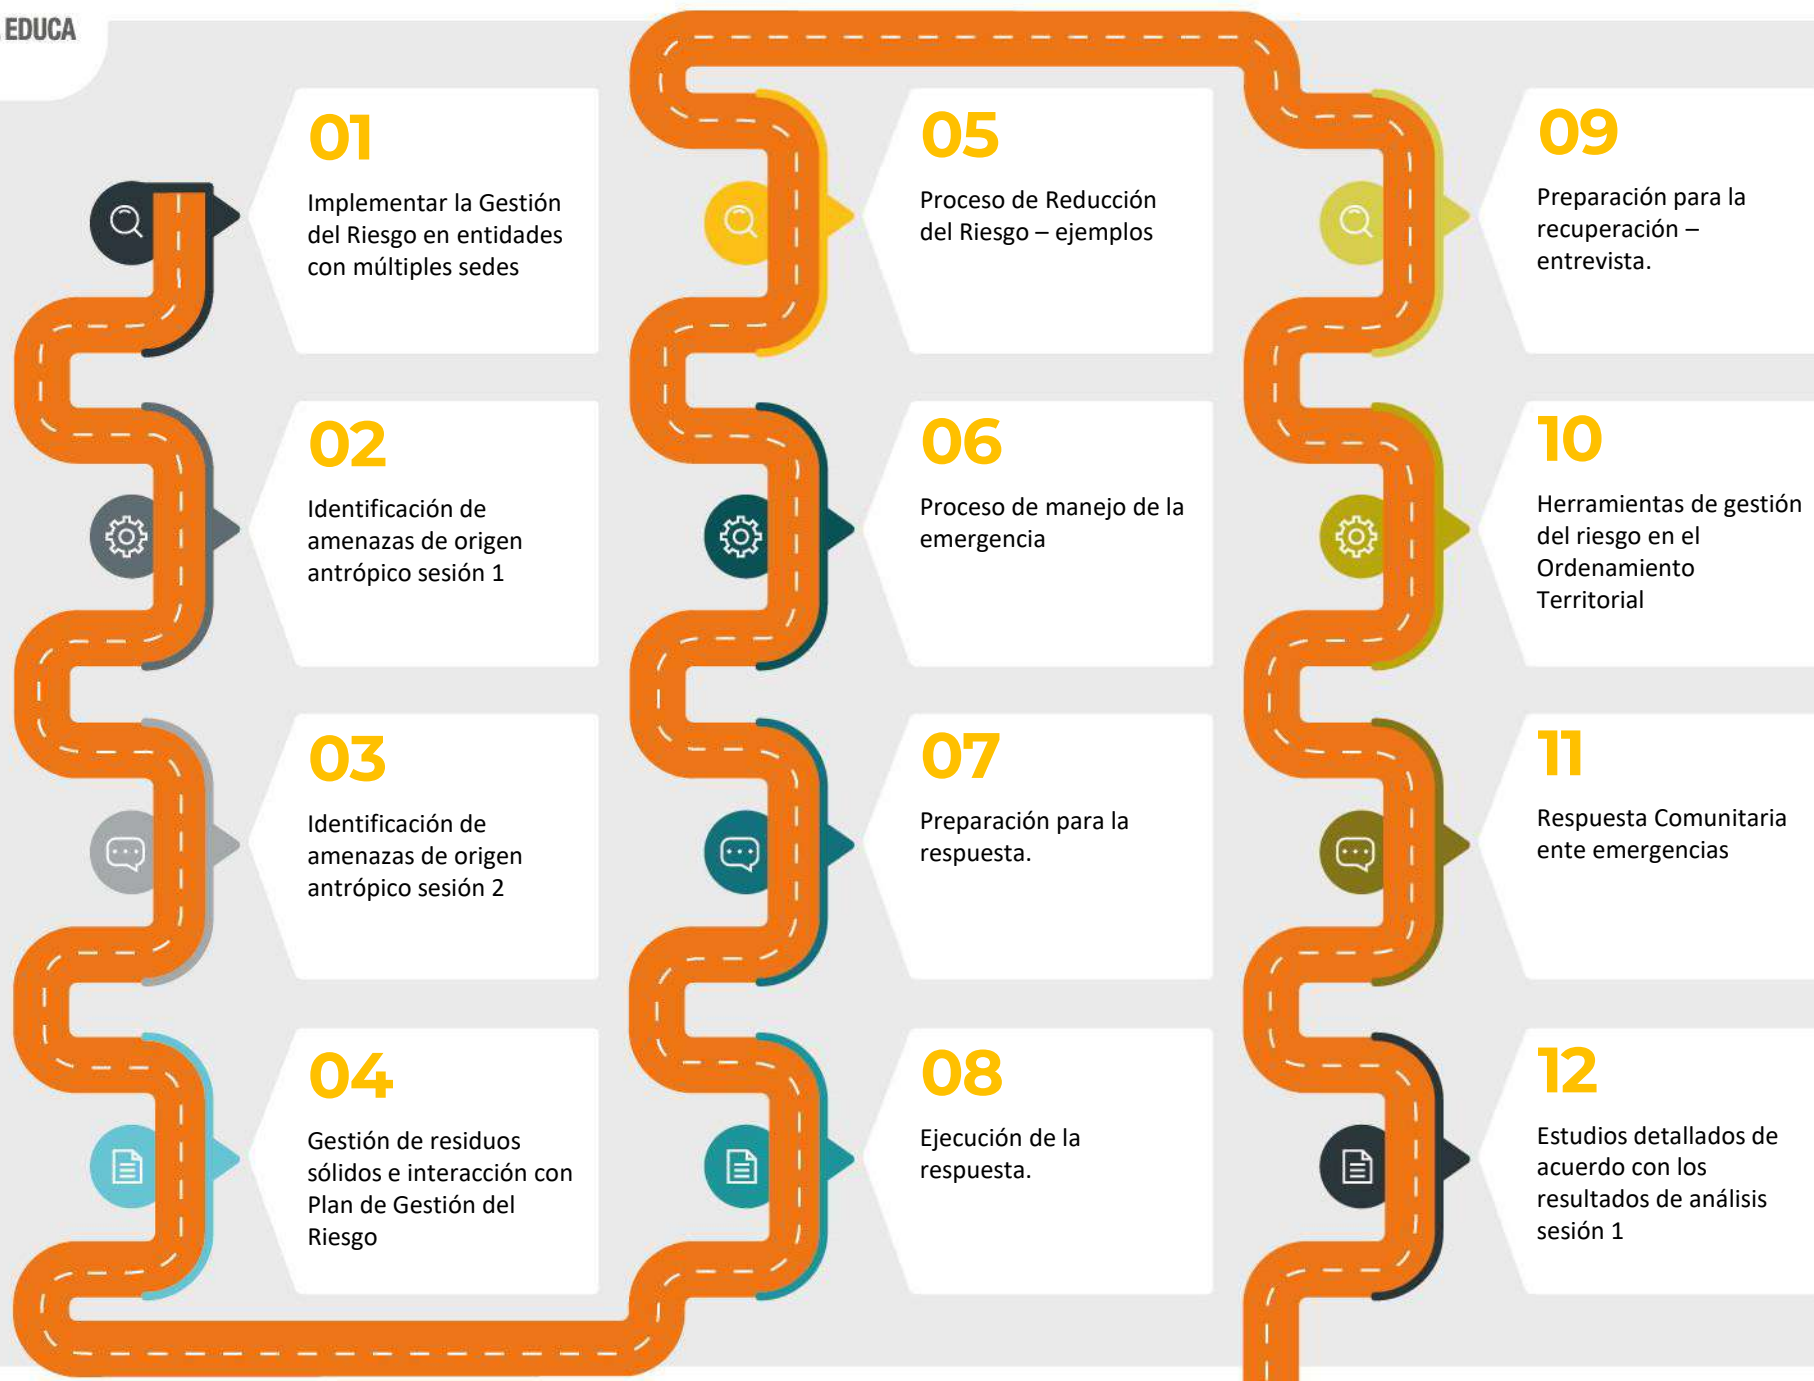 EDUCA
01
Implementar la Gestión
del Riesgo en entidades
con múltiples sedes
02
Identificación de
amenazas de origen
antrópico sesión 1
03
Identificación de
amenazas de origen
antrópico sesión 2
04
Gestión de residuos
sólidos e interacción con
Plan de Gestión del
Riesgo
05
Proceso de Reducción
del Riesgo – ejemplos
06
Proceso de manejo de la
emergencia
07
Preparación para la
respuesta.
08
Ejecución de la
respuesta.
09
Preparación para la
recuperación –
entrevista.
10
Herramientas de gestión
del riesgo en el
Ordenamiento
Territorial
11
Respuesta Comunitaria
ente emergencias
12
Estudios detallados de
acuerdo con los
resultados de análisis
sesión 1